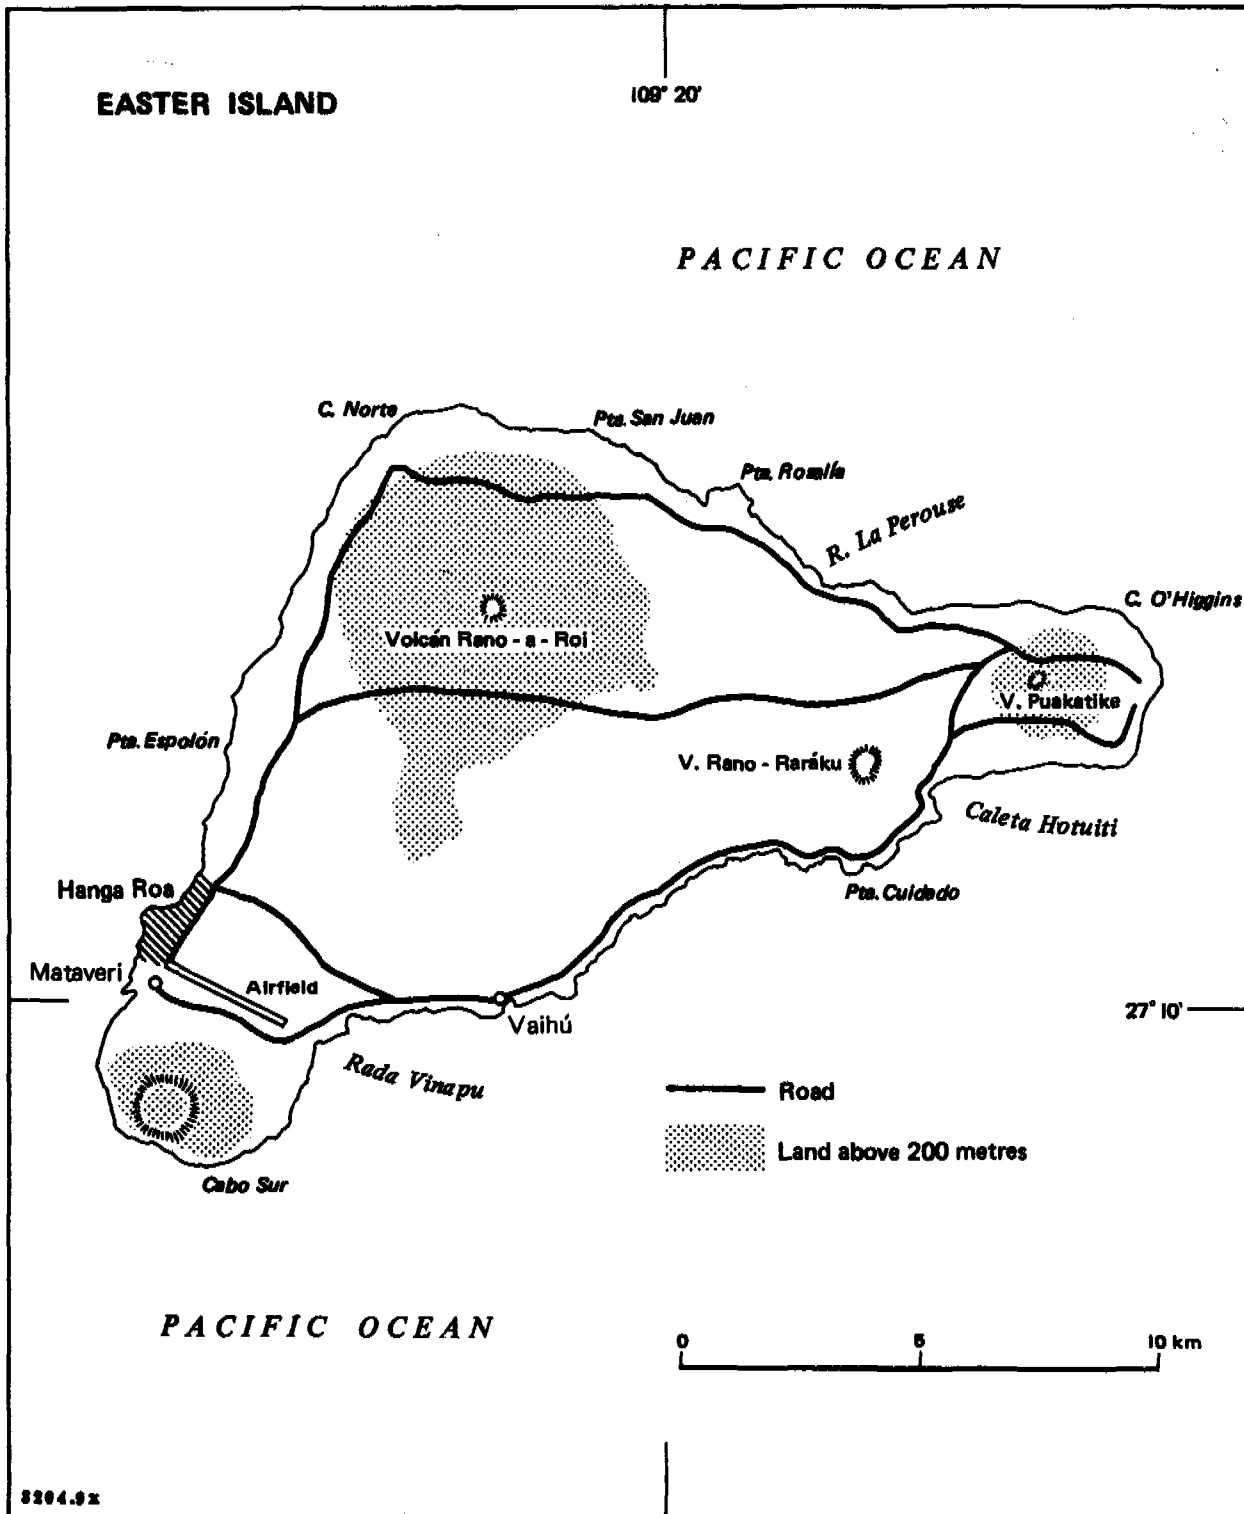 EASTER ISLAND
109° 20'
PACIFIC OCEAN
C. Norte
Pta. San Juan
Pta. Rosalía
R. La Perouse
C. O'Higgins
Volcán Rano - a - Roi
V. Puakatike
Pta. Espolón
V. Rano - Raráku
Caleta Hotuiti
Hanga Roa
Pta. Cuidado
Mataveri
Airfield
27° 10'
Vaihú
Rada Vinapu
Road
Land above 200 metres
Cabo Sur
PACIFIC OCEAN
0 5 10 km